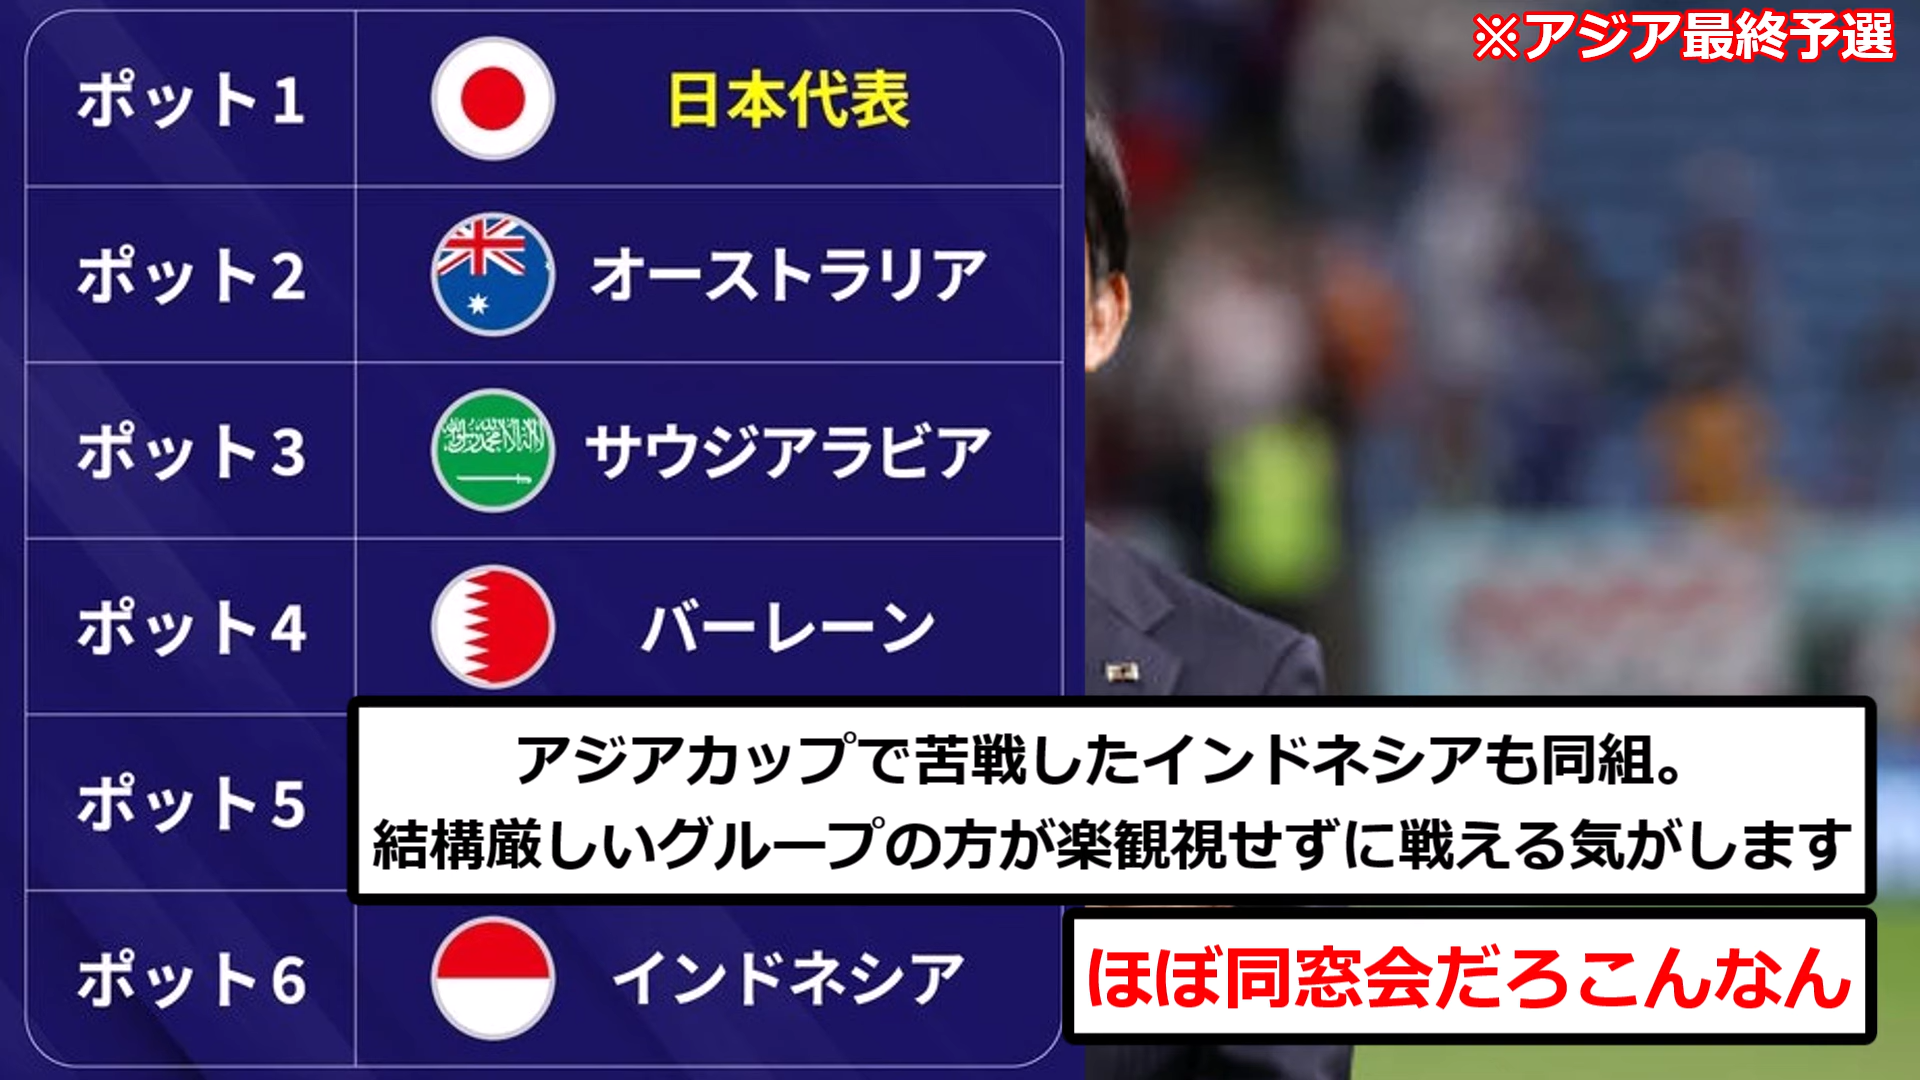 ※アジア最終予選
ポット1 日本代表
ポット2 オーストラリア
ポット3 サウジアラビア
ポット4 バーレーン
ポット5
アジアカップで苦戦したインドネシアも同組。
結構厳しいグループの方が楽観視せずに戦える気がします
ポット6 インドネシア
ほぼ同窓会だろこんなん